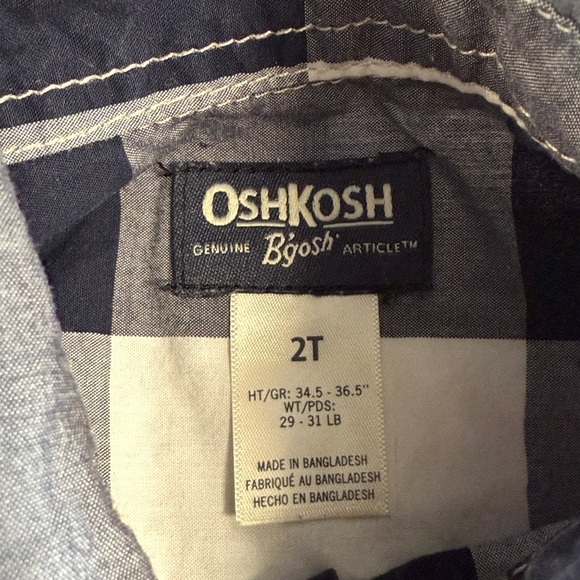 OSHKOSH
GENUINE B'gosh ARTICLE™
2T
HT/GR: 34.5 - 36.5"
WT/PDS:
29 - 31 LB
MADE IN BANGLADESH
FABRIQUÉ AU BANGLADESH
HECHO EN BANGLADESH